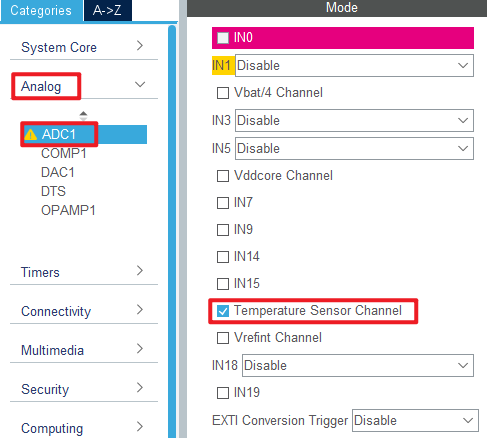 Categories A->Z
System Core
Analog
ADC1
COMP1
DAC1
DTS
OPAMP1
Timers
Connectivity
Multimedia
Security
Computing
Mode
IN0
IN1 Disable
Vbat/4 Channel
IN3 Disable
IN5 Disable
Vddcore Channel
IN7
IN9
IN14
IN15
Temperature Sensor Channel
Vrefint Channel
IN18 Disable
IN19
EXTI Conversion Trigger Disable